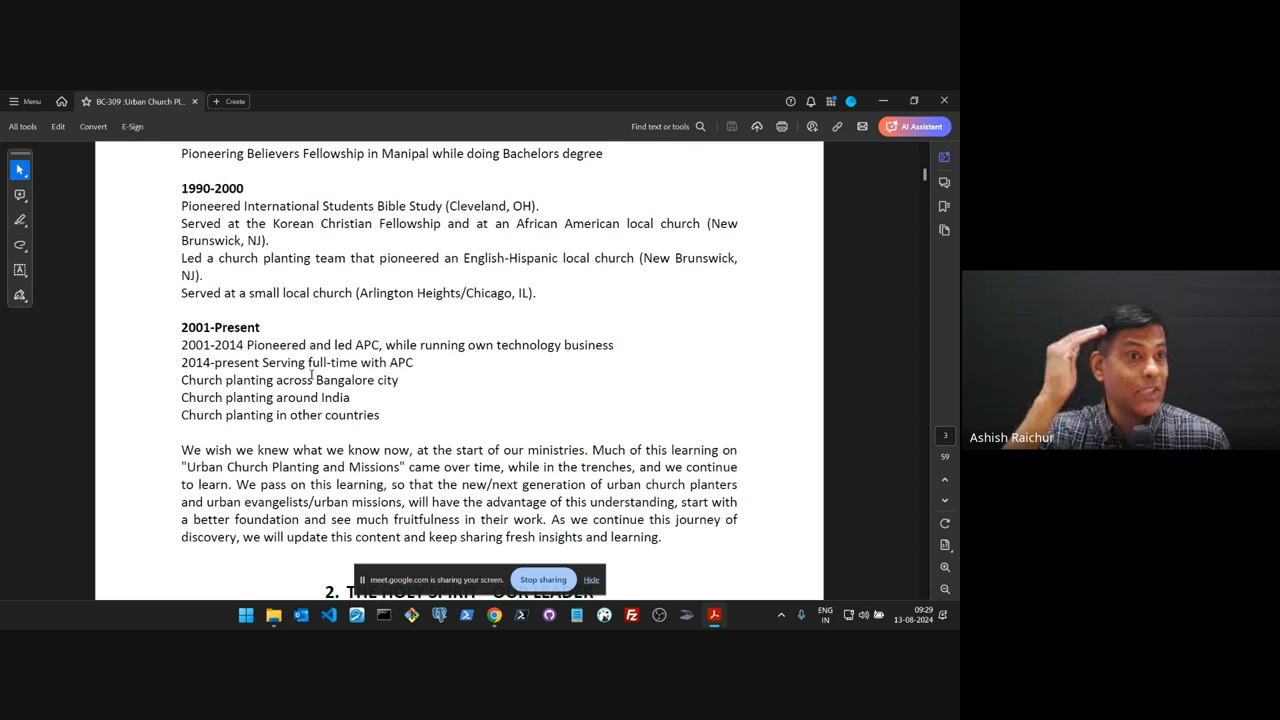 Menu
BC-309 :Urban Church Pl...
Create
All tools
Edit
Convert
E-Sign
Find text or tools
AI Assistant
Pioneering Believers Fellowship in Manipal while doing Bachelors degree
1990-2000
Pioneered International Students Bible Study (Cleveland, OH).
Served at the Korean Christian Fellowship and at an African American local church (New
Brunswick, NJ).
Led a church planting team that pioneered an English-Hispanic local church (New Brunswick,
NJ).
Served at a small local church (Arlington Heights/Chicago, IL).
2001-Present
2001-2014 Pioneered and led APC, while running own technology business
2014-present Serving full-time with APC
Church planting across Bangalore city
Church planting around India
Church planting in other countries
We wish we knew what we know now, at the start of our ministries. Much of this learning on
"Urban Church Planting and Missions" came over time, while in the trenches, and we continue
to learn. We pass on this learning, so that the new/next generation of urban church planters
and urban evangelists/urban missions, will have the advantage of this understanding, start with
a better foundation and see much fruitfulness in their work. As we continue this journey of
discovery, we will update this content and keep sharing fresh insights and learning.
2. THE HOLY SPIRIT – OUR LEADER
meet.google.com is sharing your screen.
Stop sharing
Hide
3
59
Ashish Raichur
ENG
IN
09:29
13-08-2024